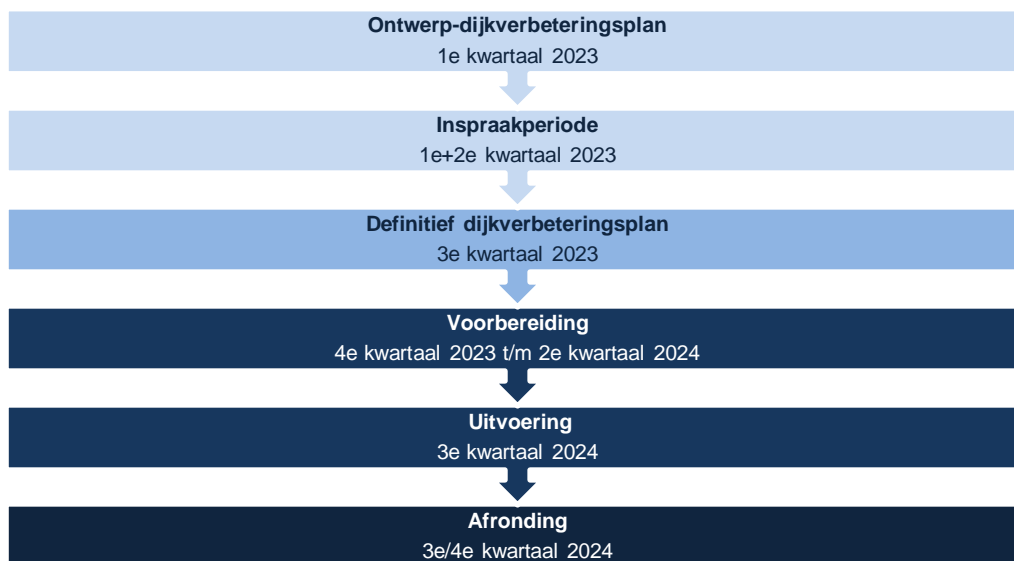 Ontwerp-dijkverbeteringsplan
1e kwartaal 2023
Inspraakperiode
1e+2e kwartaal 2023
Definitief dijkverbeteringsplan
3e kwartaal 2023
Voorbereiding
4e kwartaal 2023 t/m 2e kwartaal 2024
Uitvoering
3e kwartaal 2024
Afronding
3e/4e kwartaal 2024